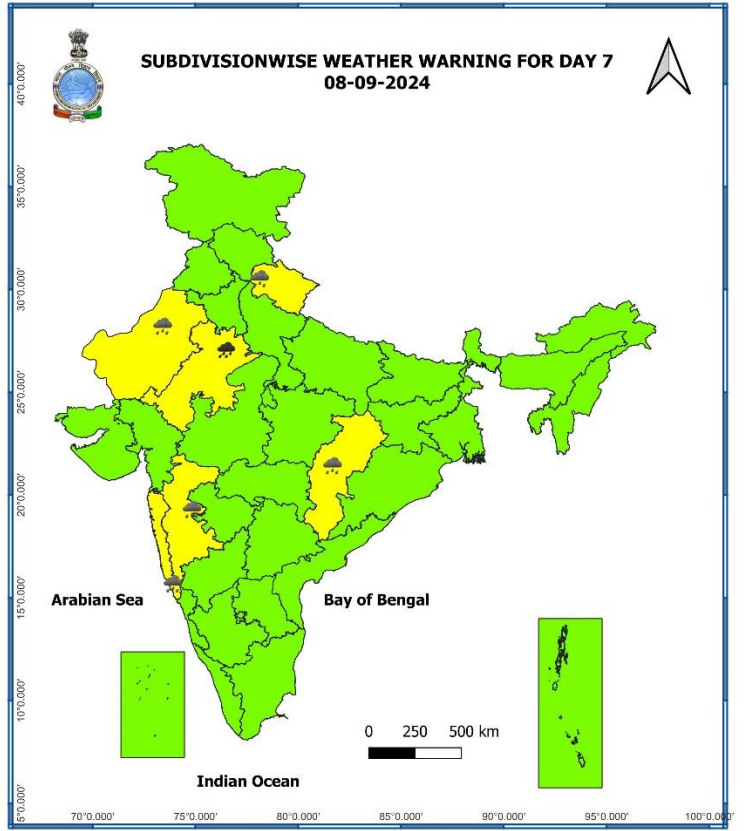 SUBDIVISIONWISE WEATHER WARNING FOR DAY 7
08-09-2024
40°0.000'
35°0.000'
30°0.000'
25°0.000'
20°0.000'
15°0.000'
10°0.000'
5°0.000'
Arabian Sea
Bay of Bengal
0 250 500 km
Indian Ocean
70°0.000' 75°0.000' 80°0.000' 85°0.000' 90°0.000' 95°0.000' 100°0.000'